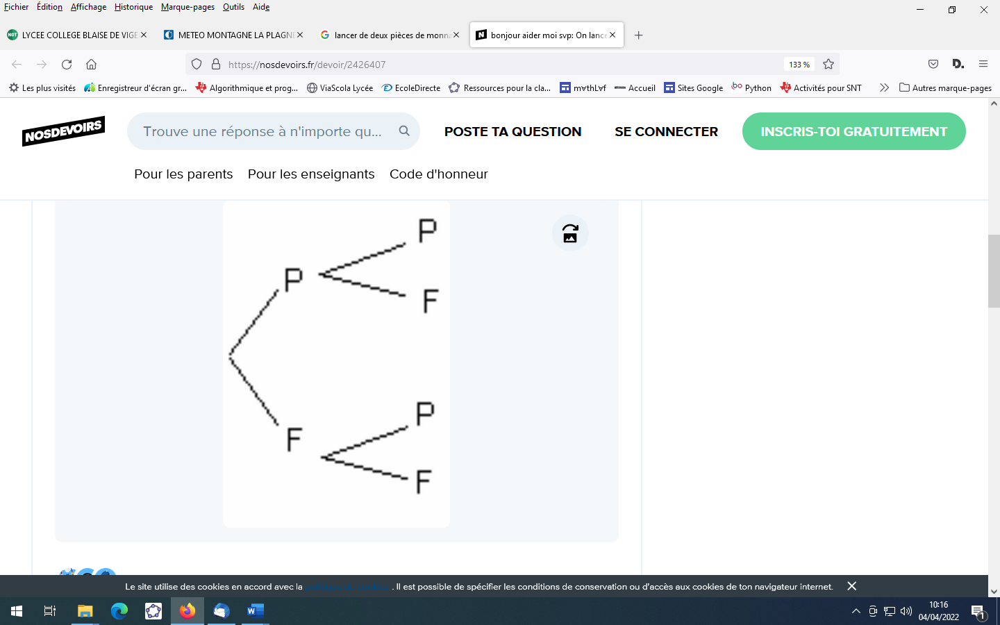 Fichier Édition Affichage Historique Marque-pages Outils Aide
LYCEE COLLEGE BLAISE DE VIGE
METEO MONTAGNE LA PLAGNE
lancer de deux pièces de monna
bonjour aider moi svp: On lance
https://nosdevoirs.fr/devoir/2426407
133 %
Les plus visités
Enregistreur d'écran gr...
Algorithmique et prog...
ViaScola Lycée
EcoleDirecte
Ressources pour la cla...
m∀thL∀f
Accueil
Sites Google
Python
Activités pour SNT
Autres marque-pages
NOSDEVOIRS
Trouve une réponse à n'importe qu...
POSTE TA QUESTION
SE CONNECTER
INSCRIS-TOI GRATUITEMENT
Pour les parents Pour les enseignants Code d'honneur
P
P
F
P
F
F
Le site utilise des cookies en accord avec la . Il est possible de spécifier les conditions de conservation ou d'accès aux cookies de ton navigateur internet.
10:16
04/04/2022
1